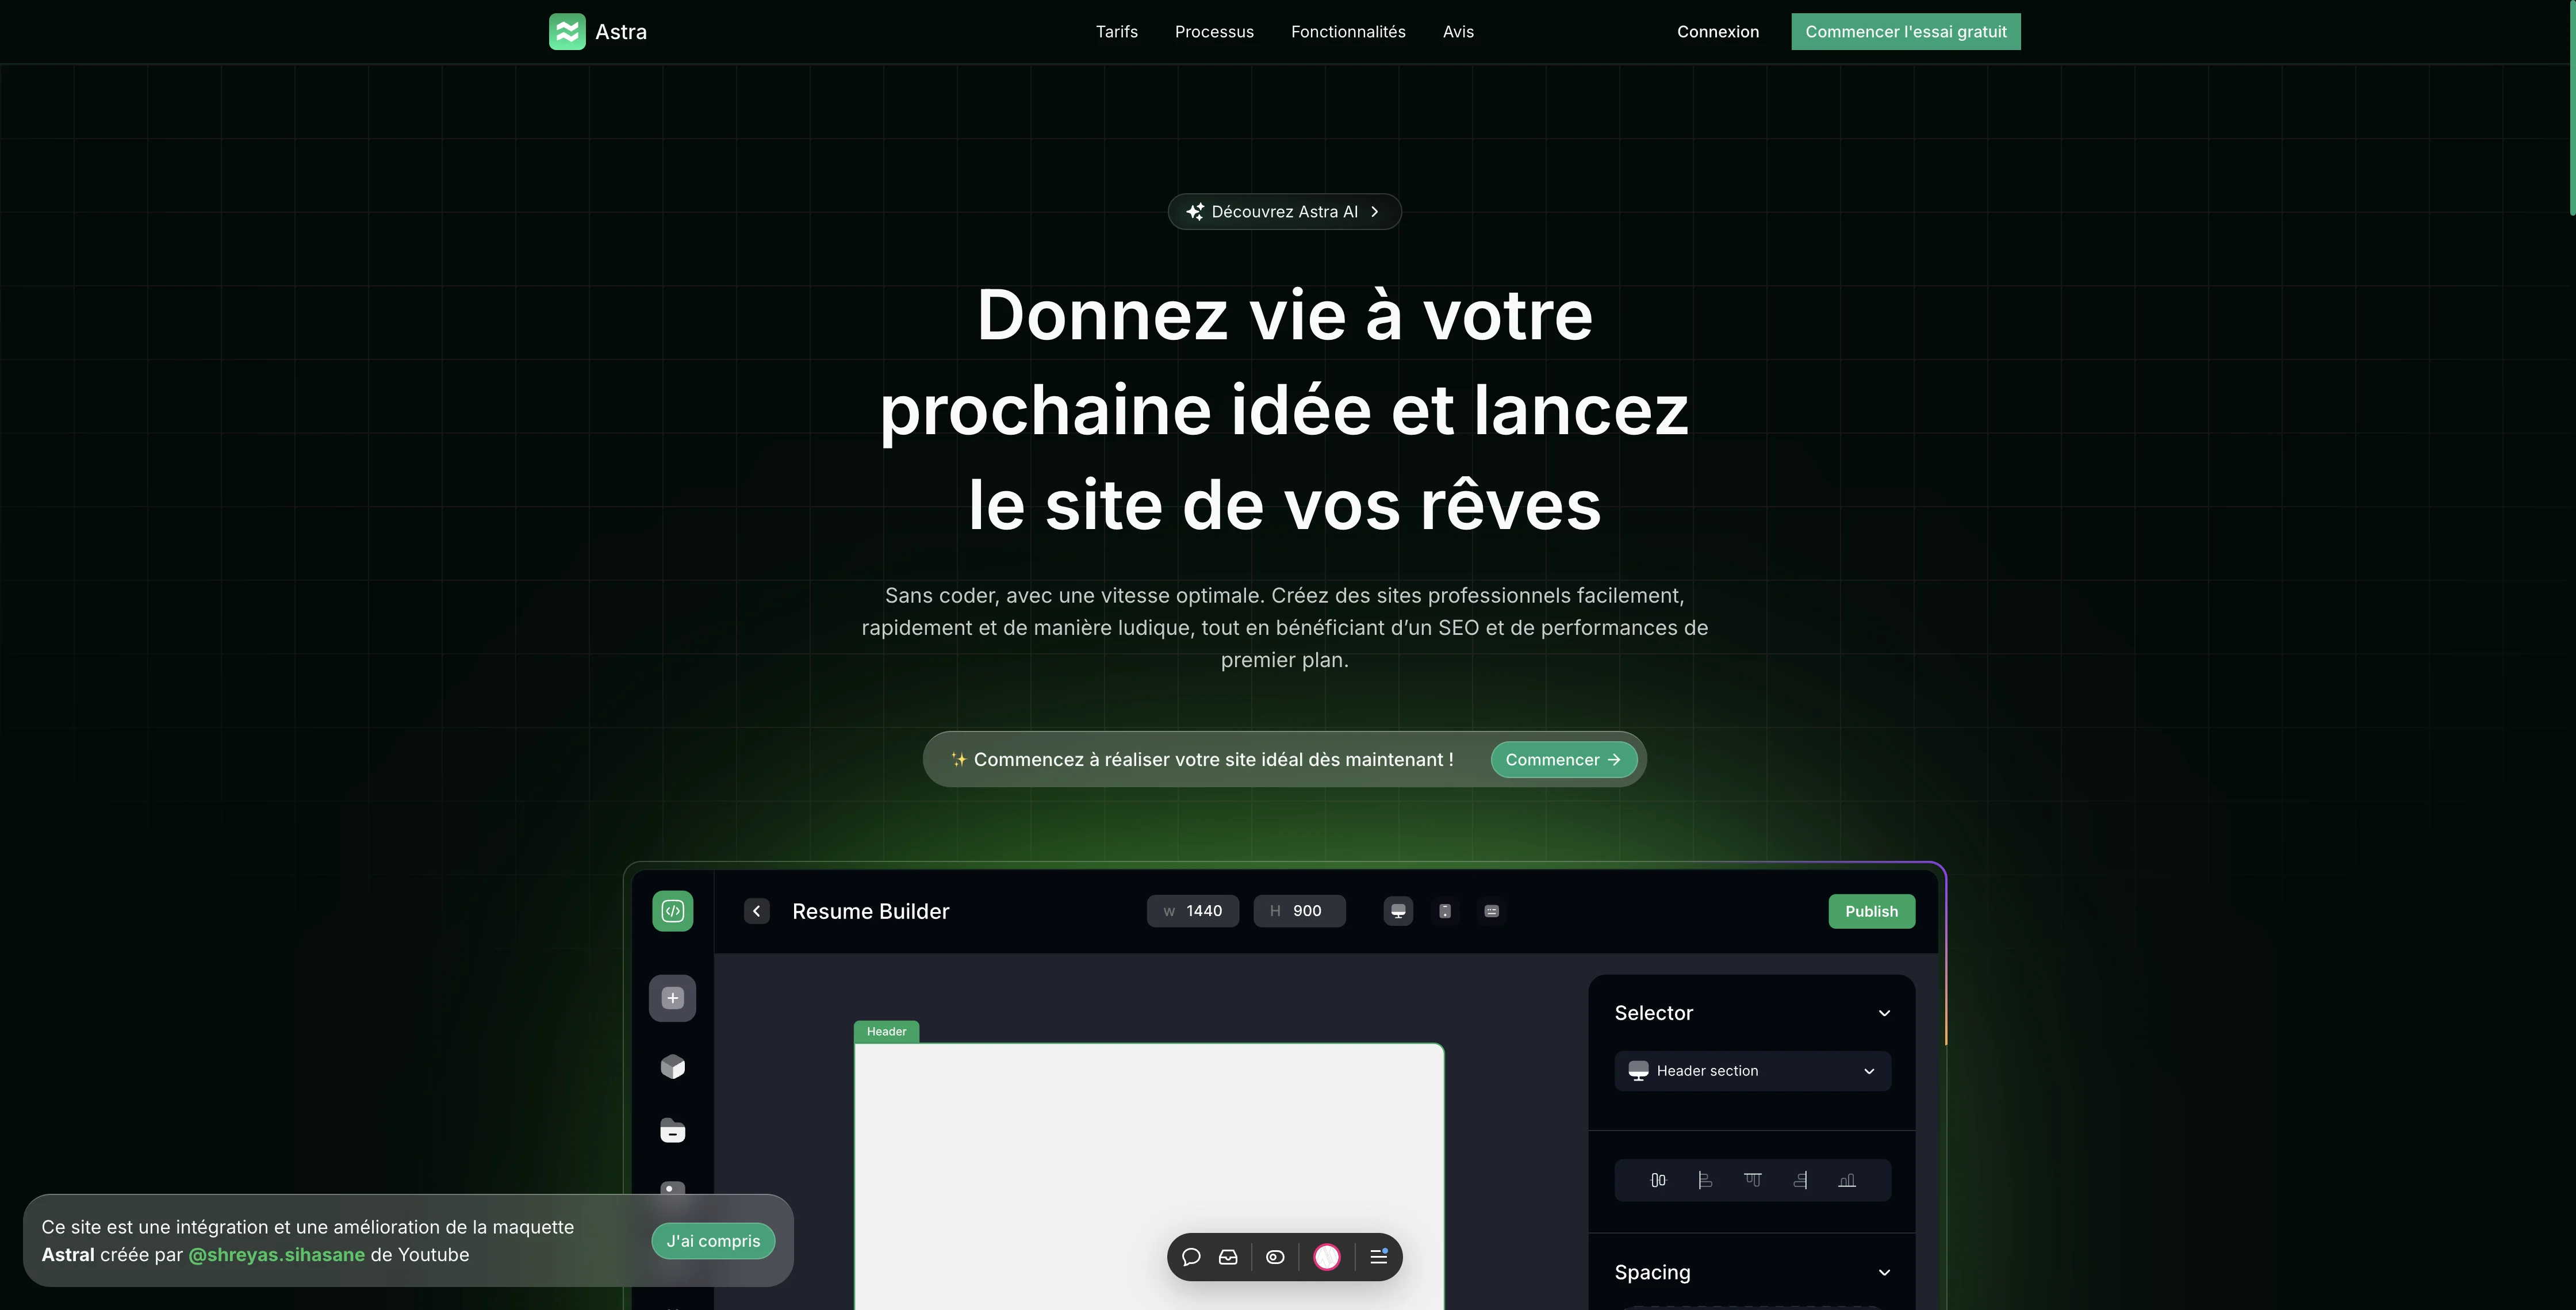 Astra
Tarifs
Processus
Fonctionnalités
Avis
Connexion
Commencer l'essai gratuit
Découvrez Astra AI
Donnez vie à votre
prochaine idée et lancez
le site de vos rêves
Sans coder, avec une vitesse optimale. Créez des sites professionnels facilement,
rapidement et de manière ludique, tout en bénéficiant d’un SEO et de performances de
premier plan.
✨ Commencez à réaliser votre site idéal dès maintenant !
Commencer →
Resume Builder
W 1440
H 900
Publish
Header
Selector
Header section
Spacing
Ce site est une intégration et une amélioration de la maquette
Astral créée par @shreyas.sihasane de Youtube
J'ai compris